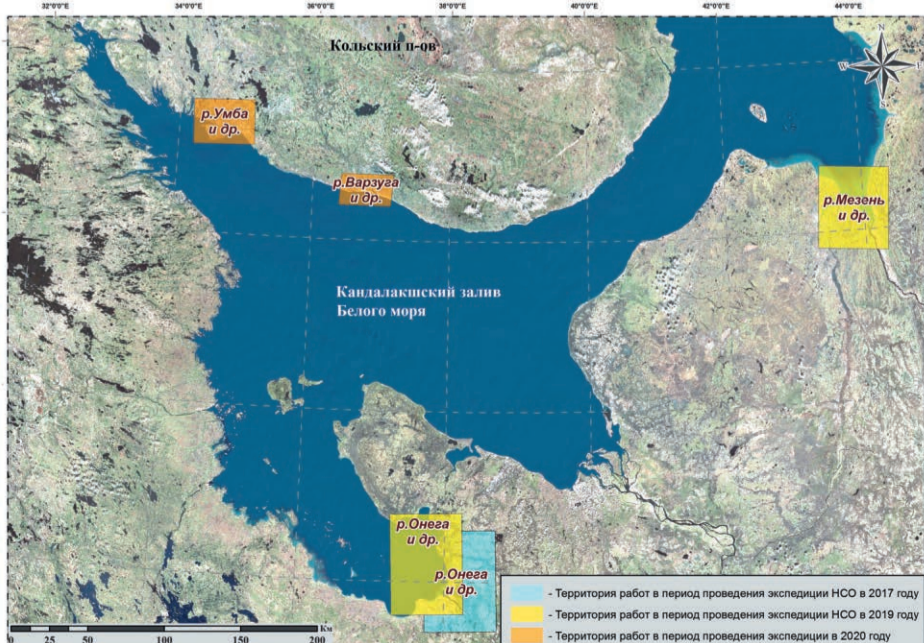 32°0'0"E 34°0'0"E 36°0'0"E 38°0'0"E 40°0'0"E 42°0'0"E 44°0'0"E
Кольский п-ов
N
W
E
S
р.Умба
и др.
р.Варзуга
и др.
р.Мезень
и др.
Кандалакшский залив
Белого моря
р.Онега
и др.
р.Онега
и др.
- Территория работ в период проведения экспедиции НСО в 2017 году
- Территория работ в период проведения экспедиции НСО в 2019 году
- Территория работ в период проведения экспедиции в 2020 году
Km
0 25 50 100 150 200